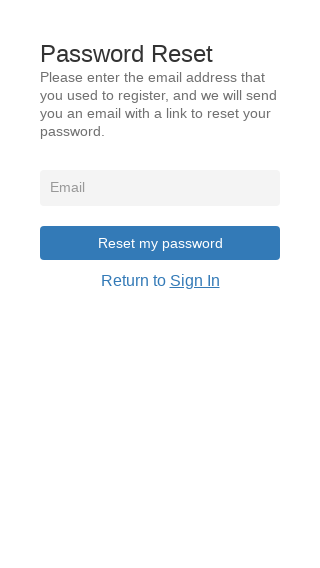 Password Reset
Please enter the email address that
you used to register, and we will send
you an email with a link to reset your
password.
Email
Reset my password
Return to Sign In